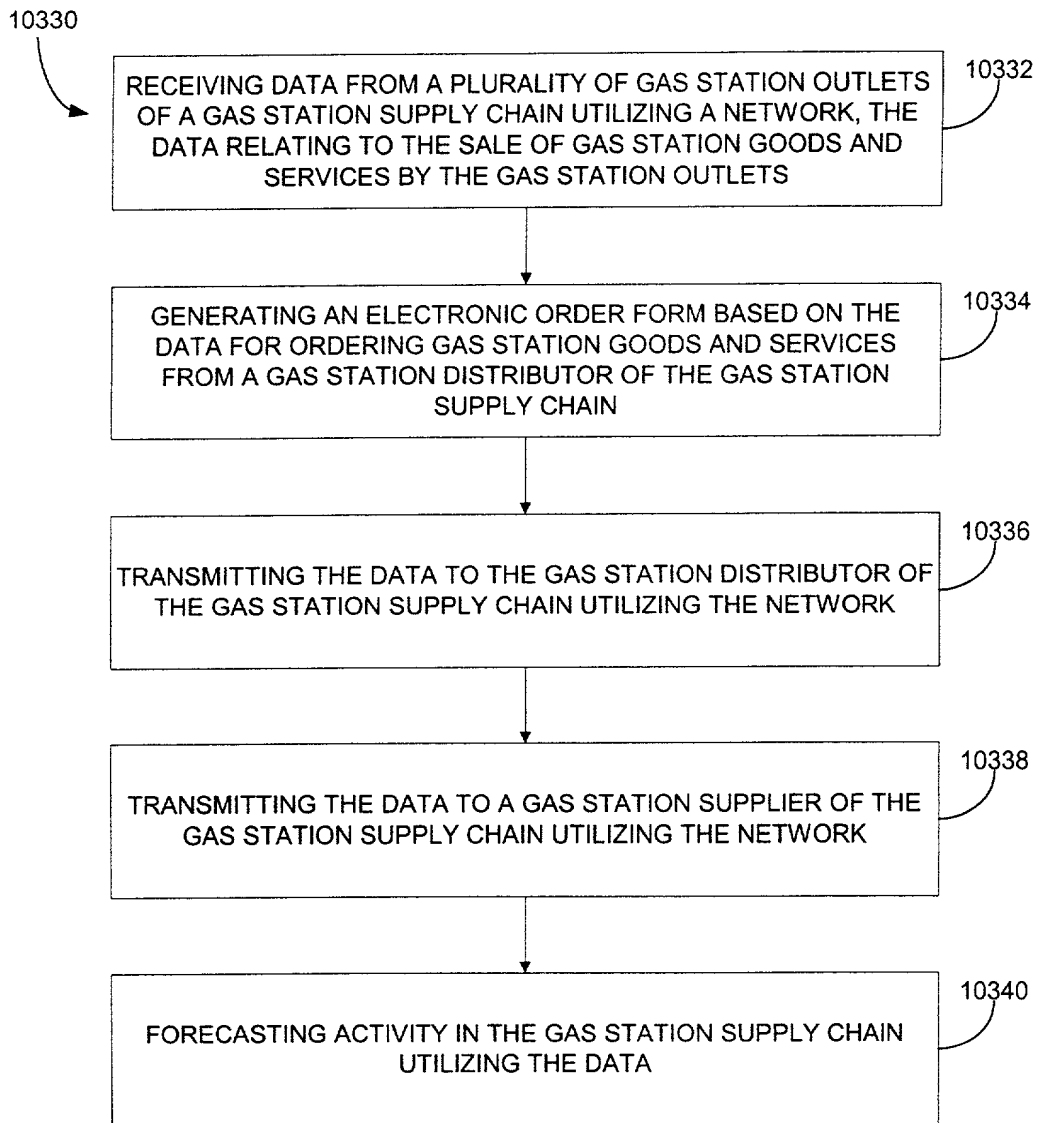 10330
RECEIVING DATA FROM A PLURALITY OF GAS STATION OUTLETS
OF A GAS STATION SUPPLY CHAIN UTILIZING A NETWORK, THE
DATA RELATING TO THE SALE OF GAS STATION GOODS AND
SERVICES BY THE GAS STATION OUTLETS
10332
GENERATING AN ELECTRONIC ORDER FORM BASED ON THE
DATA FOR ORDERING GAS STATION GOODS AND SERVICES
FROM A GAS STATION DISTRIBUTOR OF THE GAS STATION
SUPPLY CHAIN
10334
TRANSMITTING THE DATA TO THE GAS STATION DISTRIBUTOR OF
THE GAS STATION SUPPLY CHAIN UTILIZING THE NETWORK
10336
TRANSMITTING THE DATA TO A GAS STATION SUPPLIER OF THE
GAS STATION SUPPLY CHAIN UTILIZING THE NETWORK
10338
FORECASTING ACTIVITY IN THE GAS STATION SUPPLY CHAIN
UTILIZING THE DATA
10340